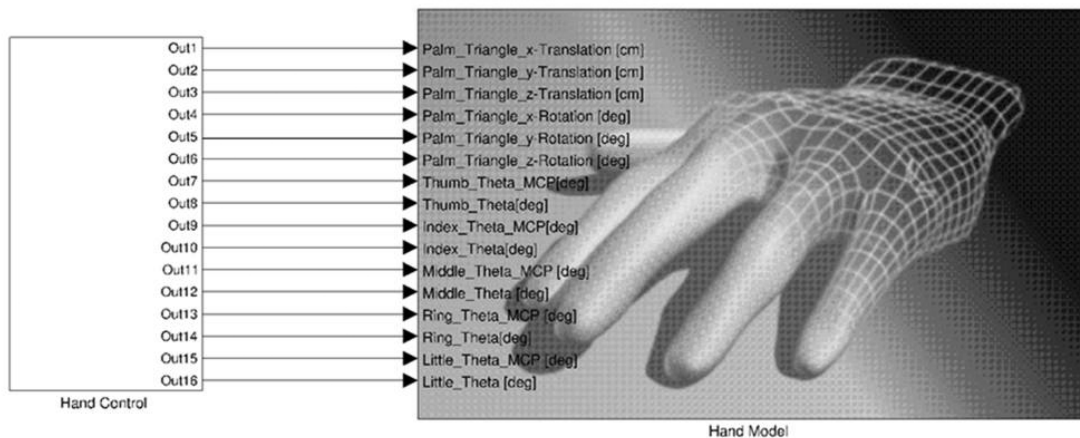 Out1 Palm_Triangle_x-Translation [cm]
Out2 Palm_Triangle_y-Translation [cm]
Out3 Palm_Triangle_z-Translation [cm]
Out4 Palm_Triangle_x-Rotation [deg]
Out5 Palm_Triangle_y-Rotation [deg]
Out6 Palm_Triangle_z-Rotation [deg]
Out7 Thumb_Theta_MCP[deg]
Out8 Thumb_Theta[deg]
Out9 Index_Theta_MCP[deg]
Out10 Index_Theta[deg]
Out11 Middle_Theta_MCP [deg]
Out12 Middle_Theta [deg]
Out13 Ring_Theta_MCP [deg]
Out14 Ring_Theta[deg]
Out15 Little_Theta_MCP [deg]
Out16 Little_Theta [deg]
Hand Control
Hand Model